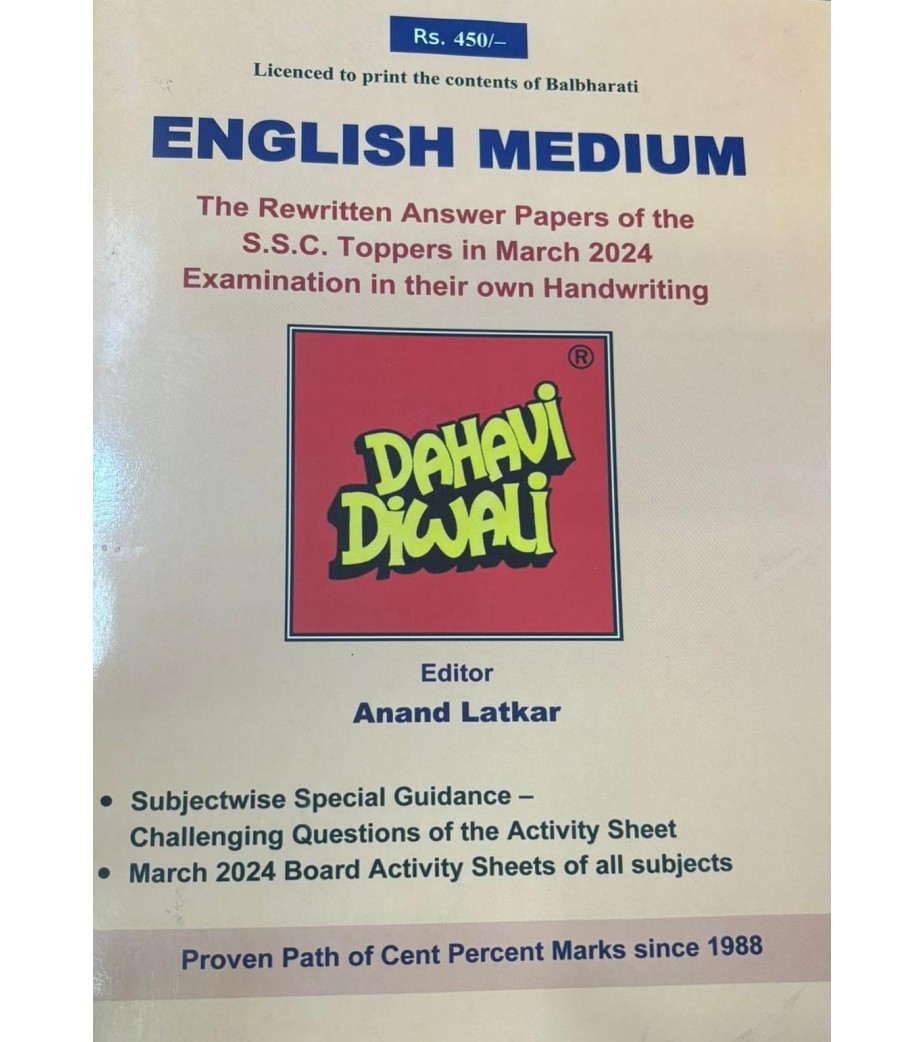 Rs. 450/–
Licenced to print the contents of Balbharati
ENGLISH MEDIUM
The Rewritten Answer Papers of the
S.S.C. Toppers in March 2024
Examination in their own Handwriting
®
DAHAVi
DiWALi
Editor
Anand Latkar
• Subjectwise Special Guidance –
Challenging Questions of the Activity Sheet
• March 2024 Board Activity Sheets of all subjects
Proven Path of Cent Percent Marks since 1988